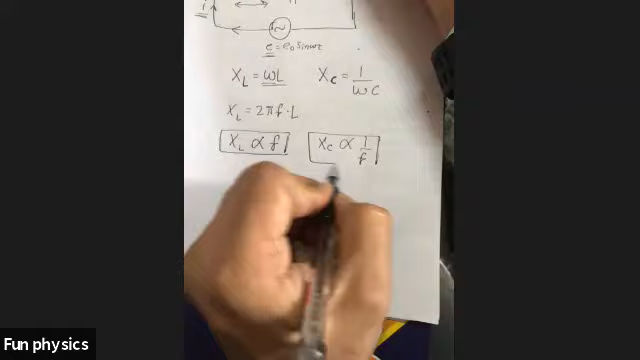 i
e = e₀ sinωt
X_L = ωL X_C = 1/ωC
X_L = 2πf·L
X_L ∝ f X_C ∝ 1/f
Fun physics